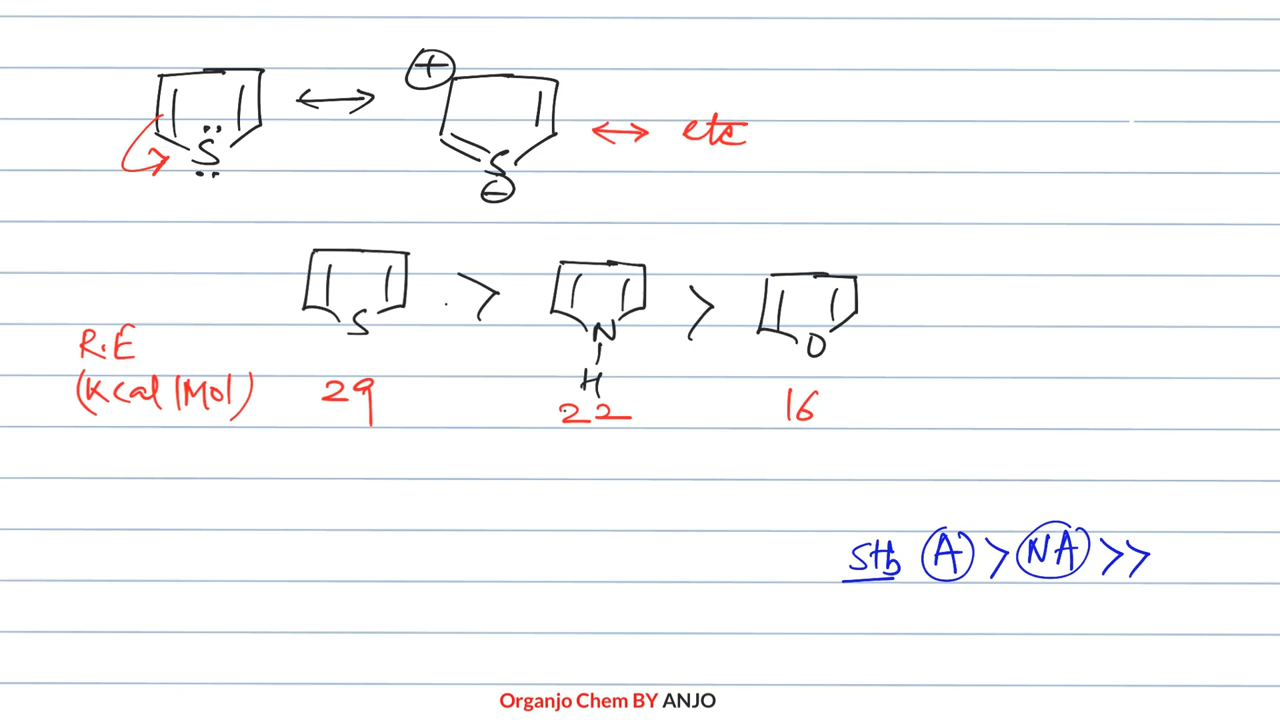 S ⊕ S ⊖ ↔ etc
S > N > O
H
R.E
(Kcal/Mol) 29 22 16
Stb (A) > (NA) >>
Organjo Chem BY ANJO